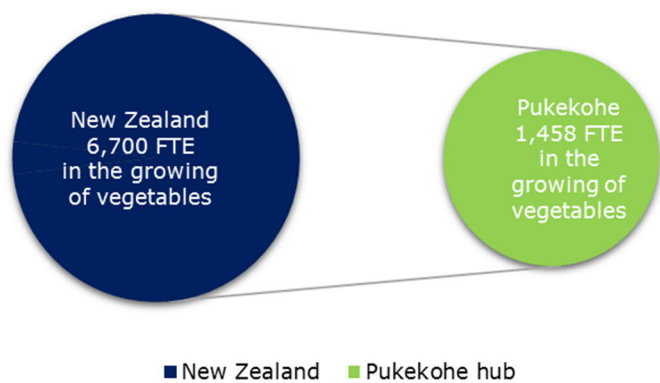 New Zealand
6,700 FTE
in the growing
of vegetables
Pukekohe
1,458 FTE
in the
growing of
vegetables
New Zealand
Pukekohe hub